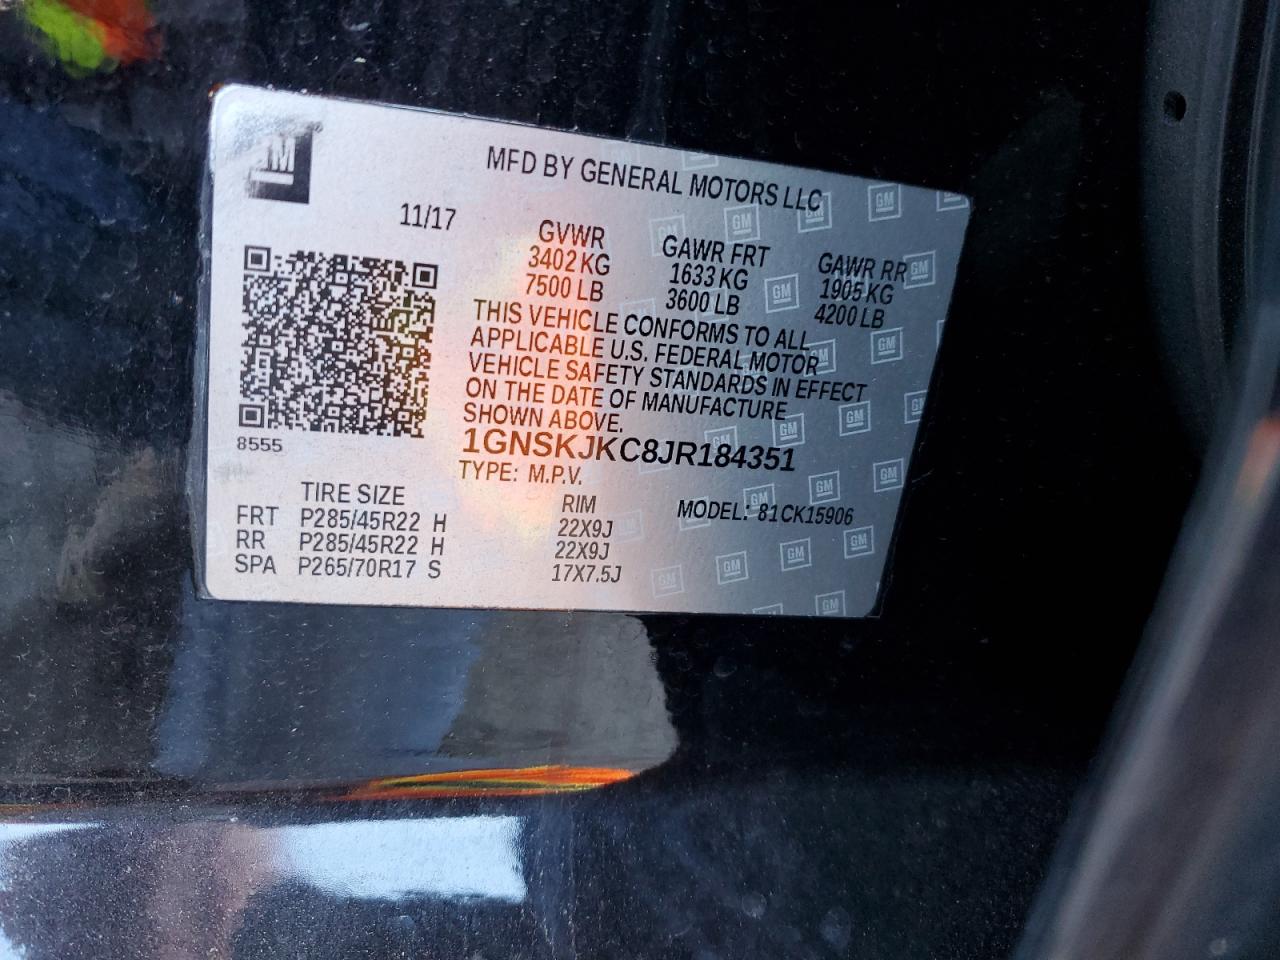 GM
MFD BY GENERAL MOTORS LLC
11/17
GVWR GAWR FRT GAWR RR
3402 KG 1633 KG 1905 KG
7500 LB 3600 LB 4200 LB
THIS VEHICLE CONFORMS TO ALL
APPLICABLE U.S. FEDERAL MOTOR
VEHICLE SAFETY STANDARDS IN EFFECT
ON THE DATE OF MANUFACTURE
SHOWN ABOVE.
8555
1GNSKJKC8JR184351
TYPE: M.P.V.
TIRE SIZE RIM MODEL: 81CK15906
FRT P285/45R22 H 22X9J
RR P285/45R22 H 22X9J
SPA P265/70R17 S 17X7.5J